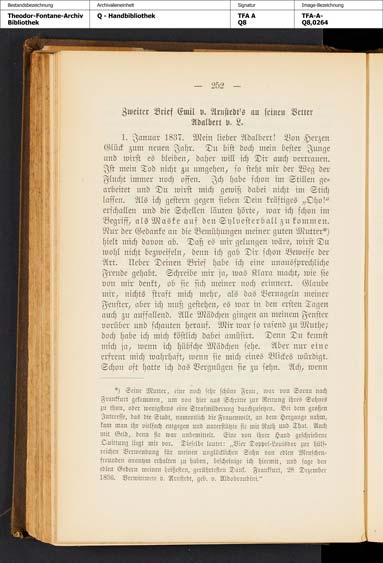 Bestandsbezeichnung
Theodor-Fontane-Archiv
Bibliothek
Archivalieneinheit
Q - Handbibliothek
Signatur
TFA A
Q8
Image-Bezeichnung
TFA-A-
Q8,0264
— 252 —
Zweiter Brief Emil v. Arnstedt's an seinen Vetter
Adalbert v. L.
1. Januar 1837. Mein lieber Adalbert! Von Herzen
Glück zum neuen Jahr. Du bist doch mein bester Junge
und wirst es bleiben, daher will ich Dir auch vertrauen.
Ist mein Tod nicht zu umgehen, so steht mir der Weg der
Flucht immer noch offen. Ich habe schon im Stillen ge-
arbeitet und Du wirst mich gewiß dabei nicht im Stich
lassen. Als ich gestern gegen sieben Dein kräftiges „Oho!“
erschallen und die Schellen läuten hörte, war ich schon im
Begriff, als Maske auf den Sylvesterball zu kommen.
Nur der Gedanke an die Bemühungen meiner guten Mutter*)
hielt mich davon ab. Daß es mir gelungen wäre, wirst Du
wohl nicht bezweifeln, denn ich gab Dir schon Beweise der
Art. Ueber Deinen Brief habe ich eine unaussprechliche
Freude gehabt. Schreibe mir ja, was Klara macht, wie sie
von mir denkt, ob sie sich meiner noch erinnert. Glaube
mir, nichts straft mich mehr, als das Vernageln meiner
Fenster, aber ich muß gestehen, es war in den ersten Tagen
auch zu auffallend. Alle Mädchen gingen an meinem Fenster
vorüber und schauten herauf. Mir war so rasend zu Muthe;
doch habe ich mich köstlich dabei amüsirt. Denn Du kennst
mich ja, wenn ich hübsche Mädchen sehe. Aber nur eine
erfreut mich wahrhaft, wenn sie mich eines Blickes würdigt.
Schon oft hatte ich das Vergnügen sie zu sehn. Ach, wenn
*) Seine Mutter, eine noch sehr schöne Frau, war von Sorau nach
Frankfurt gekommen, um von hier aus Schritte zur Rettung ihres Sohnes
zu thun, oder wenigstens eine Strafmilderung durchzusetzen. Bei dem großen
Interesse, das die Stadt, namentlich die Frauenwelt, an dem Hergange nahm,
kam man ihr vielfach entgegen und unterstützte sie mit Rath und That. Auch
mit Geld, denn sie war unbemittelt. Eine von ihrer Hand geschriebene
Quittung liegt mir vor. Dieselbe lautet: „Vier Doppel-Louisdor zur hülf-
reichen Verwendung für meinen unglücklichen Sohn von edlen Menschen-
freunden anonym erhalten zu haben, bescheinige ich hiermit, und sage den
edlen Gebern meinen heißesten, gerührtesten Dank. Frankfurt, 28. Dezember
1836. Verwittwete v. Arnstedt, geb. v. Aldobrandini.“